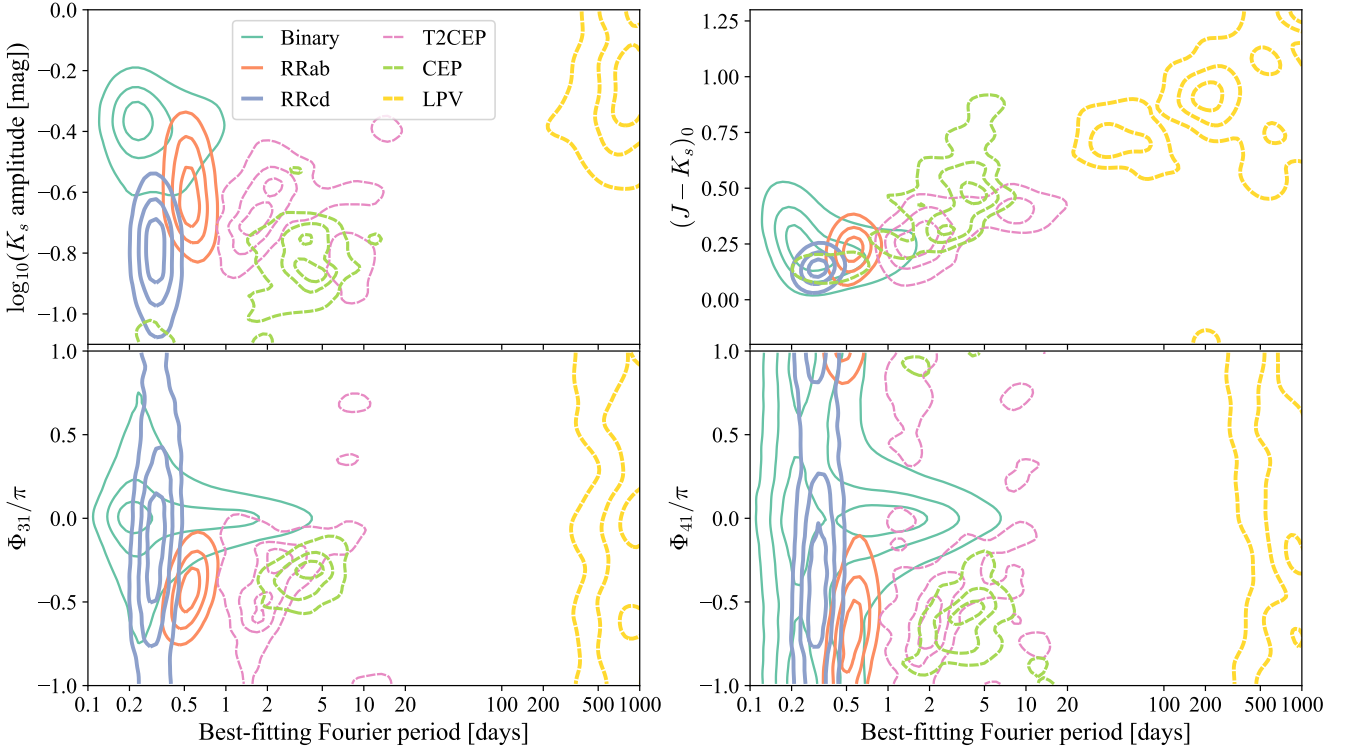 0.0
−0.2
−0.4
−0.6
−0.8
−1.0
log₁₀(Kₛ amplitude [mag])
Binary
RRab
RRcd
T2CEP
CEP
LPV
1.25
1.00
0.75
0.50
0.25
0.00
(J − Kₛ)₀
1.0
0.5
0.0
−0.5
−1.0
Φ₃₁/π
0.1 0.2 0.5 1 2 5 10 20 100 200 500 1000
Best-fitting Fourier period [days]
1.0
0.5
0.0
−0.5
−1.0
Φ₄₁/π
0.1 0.2 0.5 1 2 5 10 20 100 200 500 1000
Best-fitting Fourier period [days]